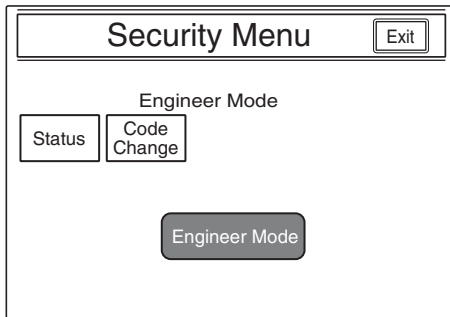 Security Menu Exit
Engineer Mode
Status Code
Change
Engineer Mode